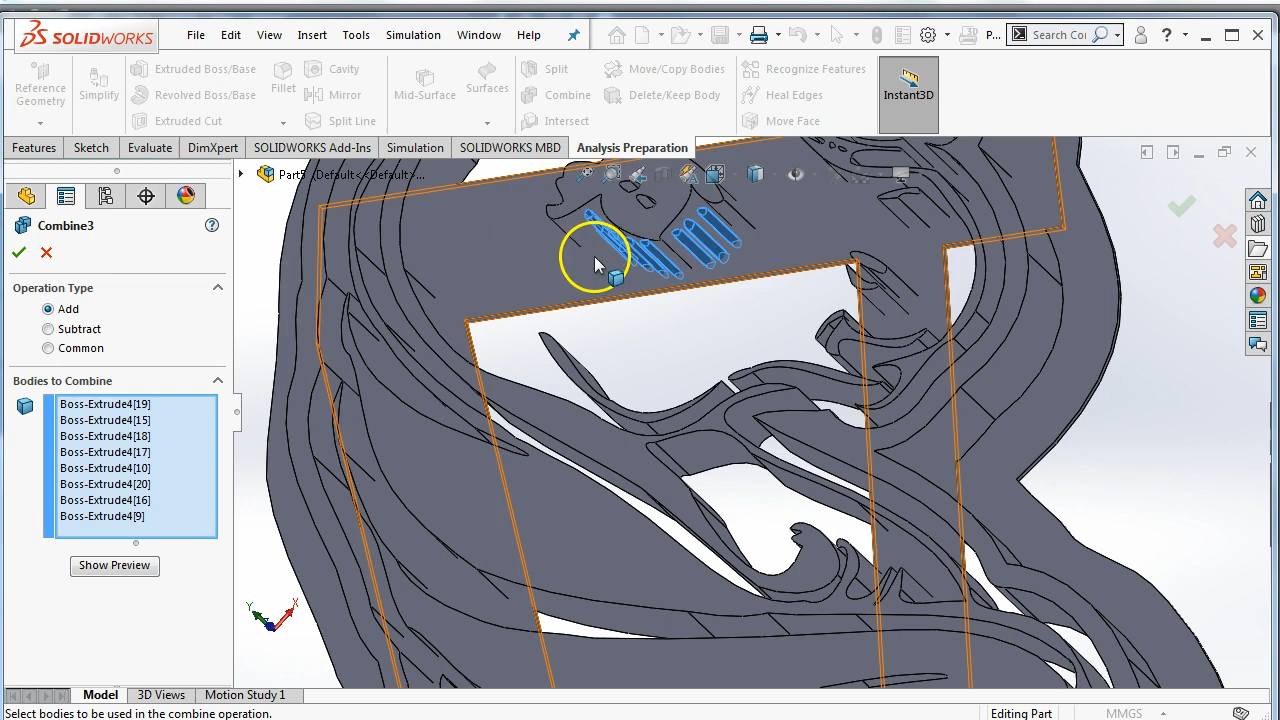 SOLIDWORKS File Edit View Insert Tools Simulation Window Help P... Search Co ?
Reference Geometry
Simplify
Extruded Boss/Base
Revolved Boss/Base
Extruded Cut
Fillet
Cavity
Mirror
Split Line
Mid-Surface
Surfaces
Split
Combine
Intersect
Move/Copy Bodies
Delete/Keep Body
Recognize Features
Heal Edges
Move Face
Instant3D
Features Sketch Evaluate DimXpert SOLIDWORKS Add-Ins Simulation SOLIDWORKS MBD Analysis Preparation
Part5 (Default<<Default>...
Combine3
Operation Type
Add
Subtract
Common
Bodies to Combine
Boss-Extrude4[19]
Boss-Extrude4[15]
Boss-Extrude4[18]
Boss-Extrude4[17]
Boss-Extrude4[10]
Boss-Extrude4[20]
Boss-Extrude4[16]
Boss-Extrude4[9]
Show Preview
Y X
Model 3D Views Motion Study 1
Select bodies to be used in the combine operation. Editing Part MMGS